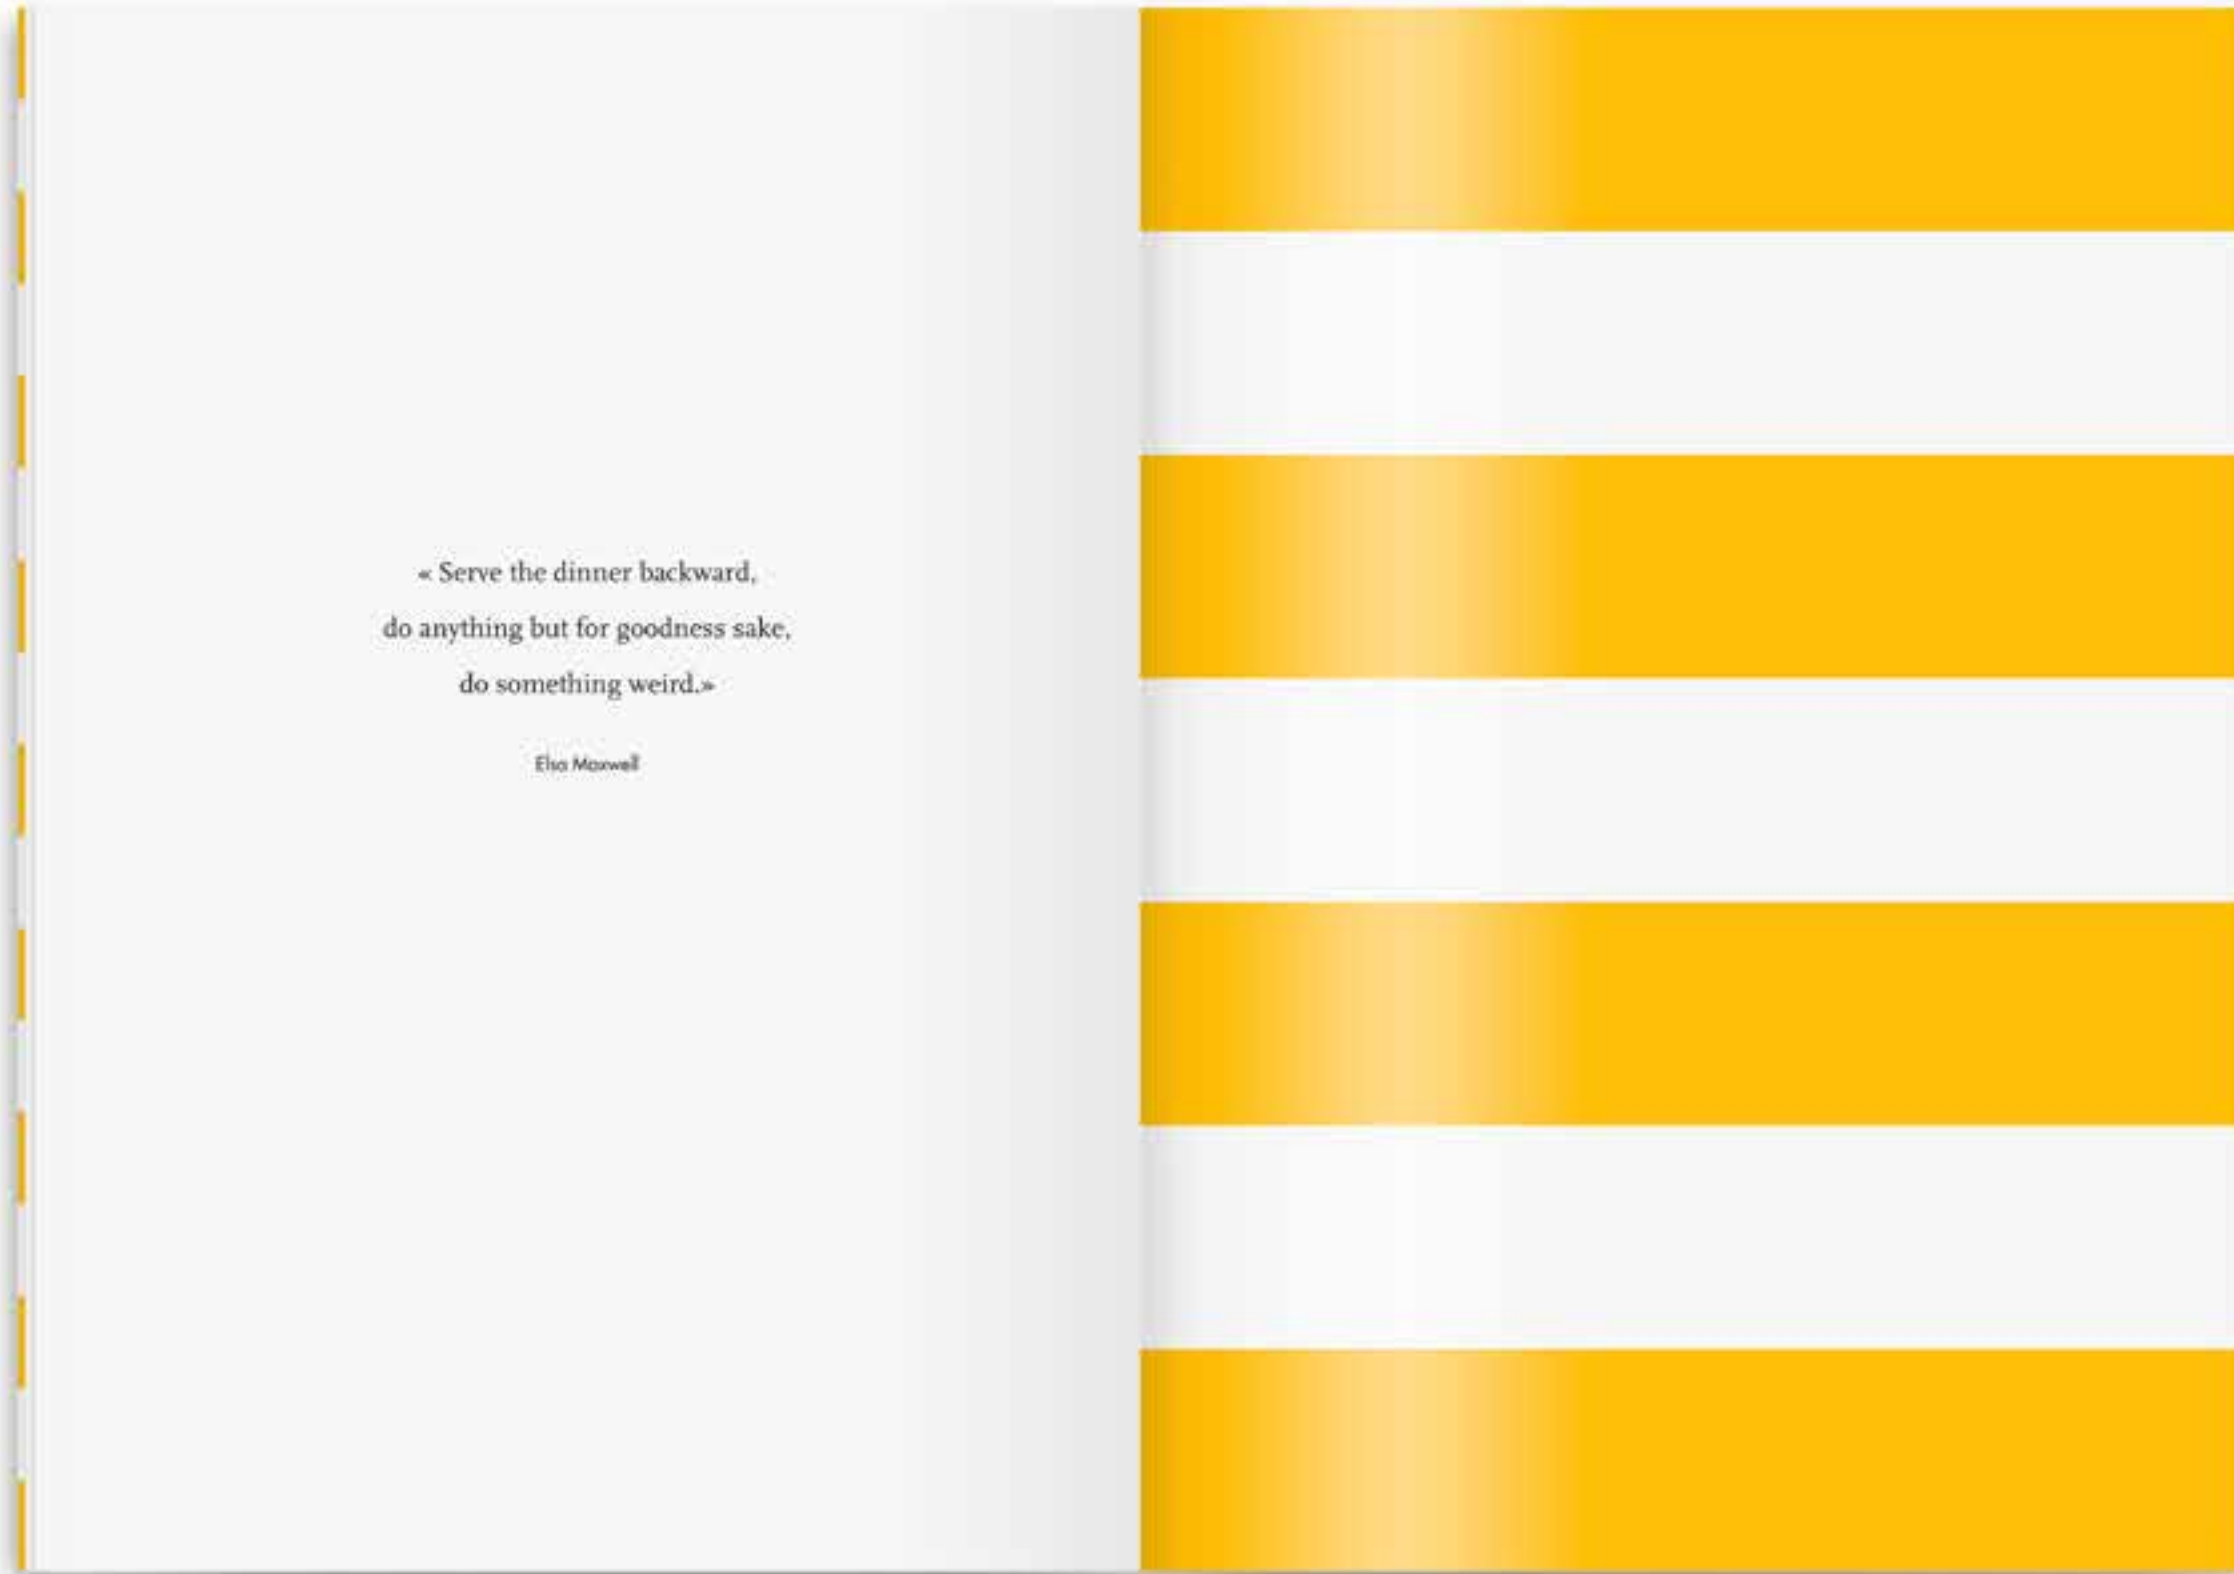 « Serve the dinner backward,
do anything but for goodness sake,
do something weird.»
Elsa Maxwell